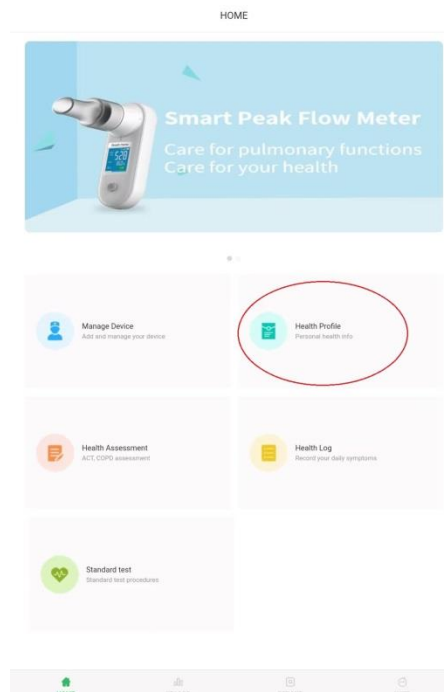 HOME
Smart Peak Flow Meter
Care for pulmonary functions
Care for your health
528
Manage Device
Add and manage your device
Health Profile
Personal health info
Health Assessment
ACT, COPD assessment
Health Log
Record your daily symptoms
Standard test
Standard test procedures